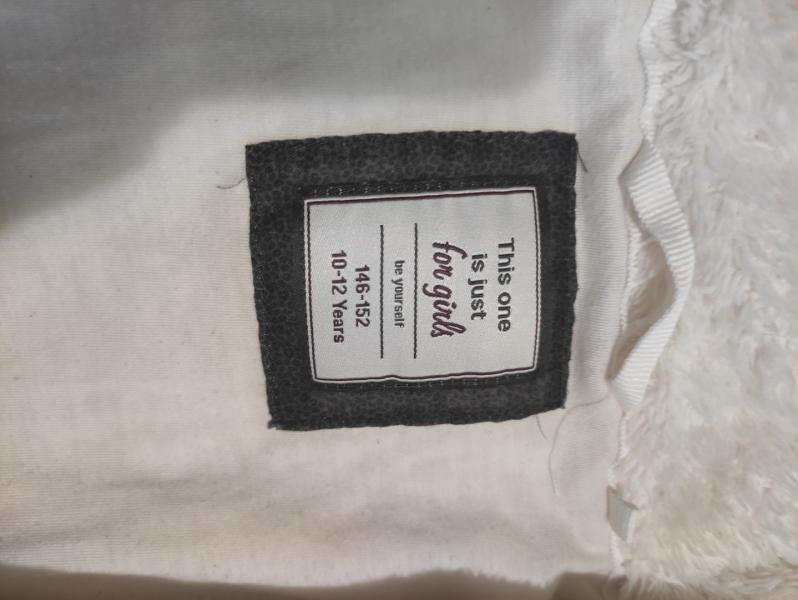 This one
is just
for girls
be yourself
146-152
10-12 Years